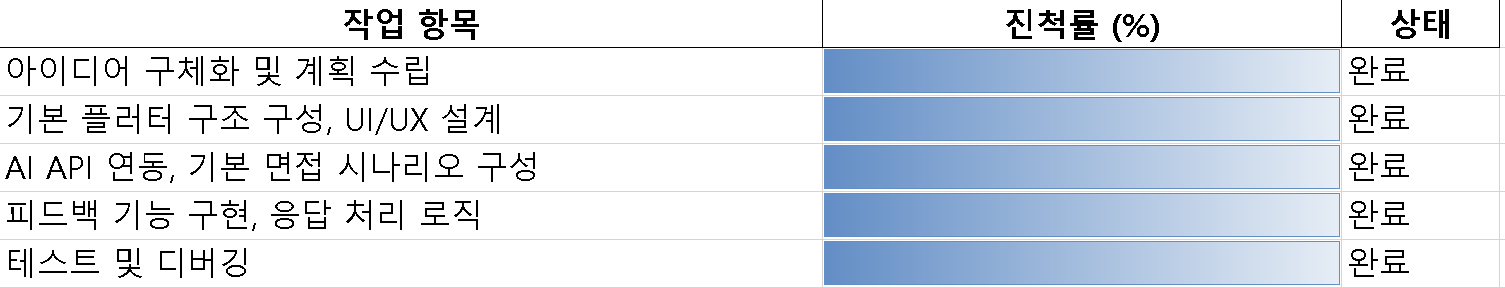 작업 항목 진척률 (%) 상태
아이디어 구체화 및 계획 수립 완료
기본 플러터 구조 구성, UI/UX 설계 완료
AI API 연동, 기본 면접 시나리오 구성 완료
피드백 기능 구현, 응답 처리 로직 완료
테스트 및 디버깅 완료